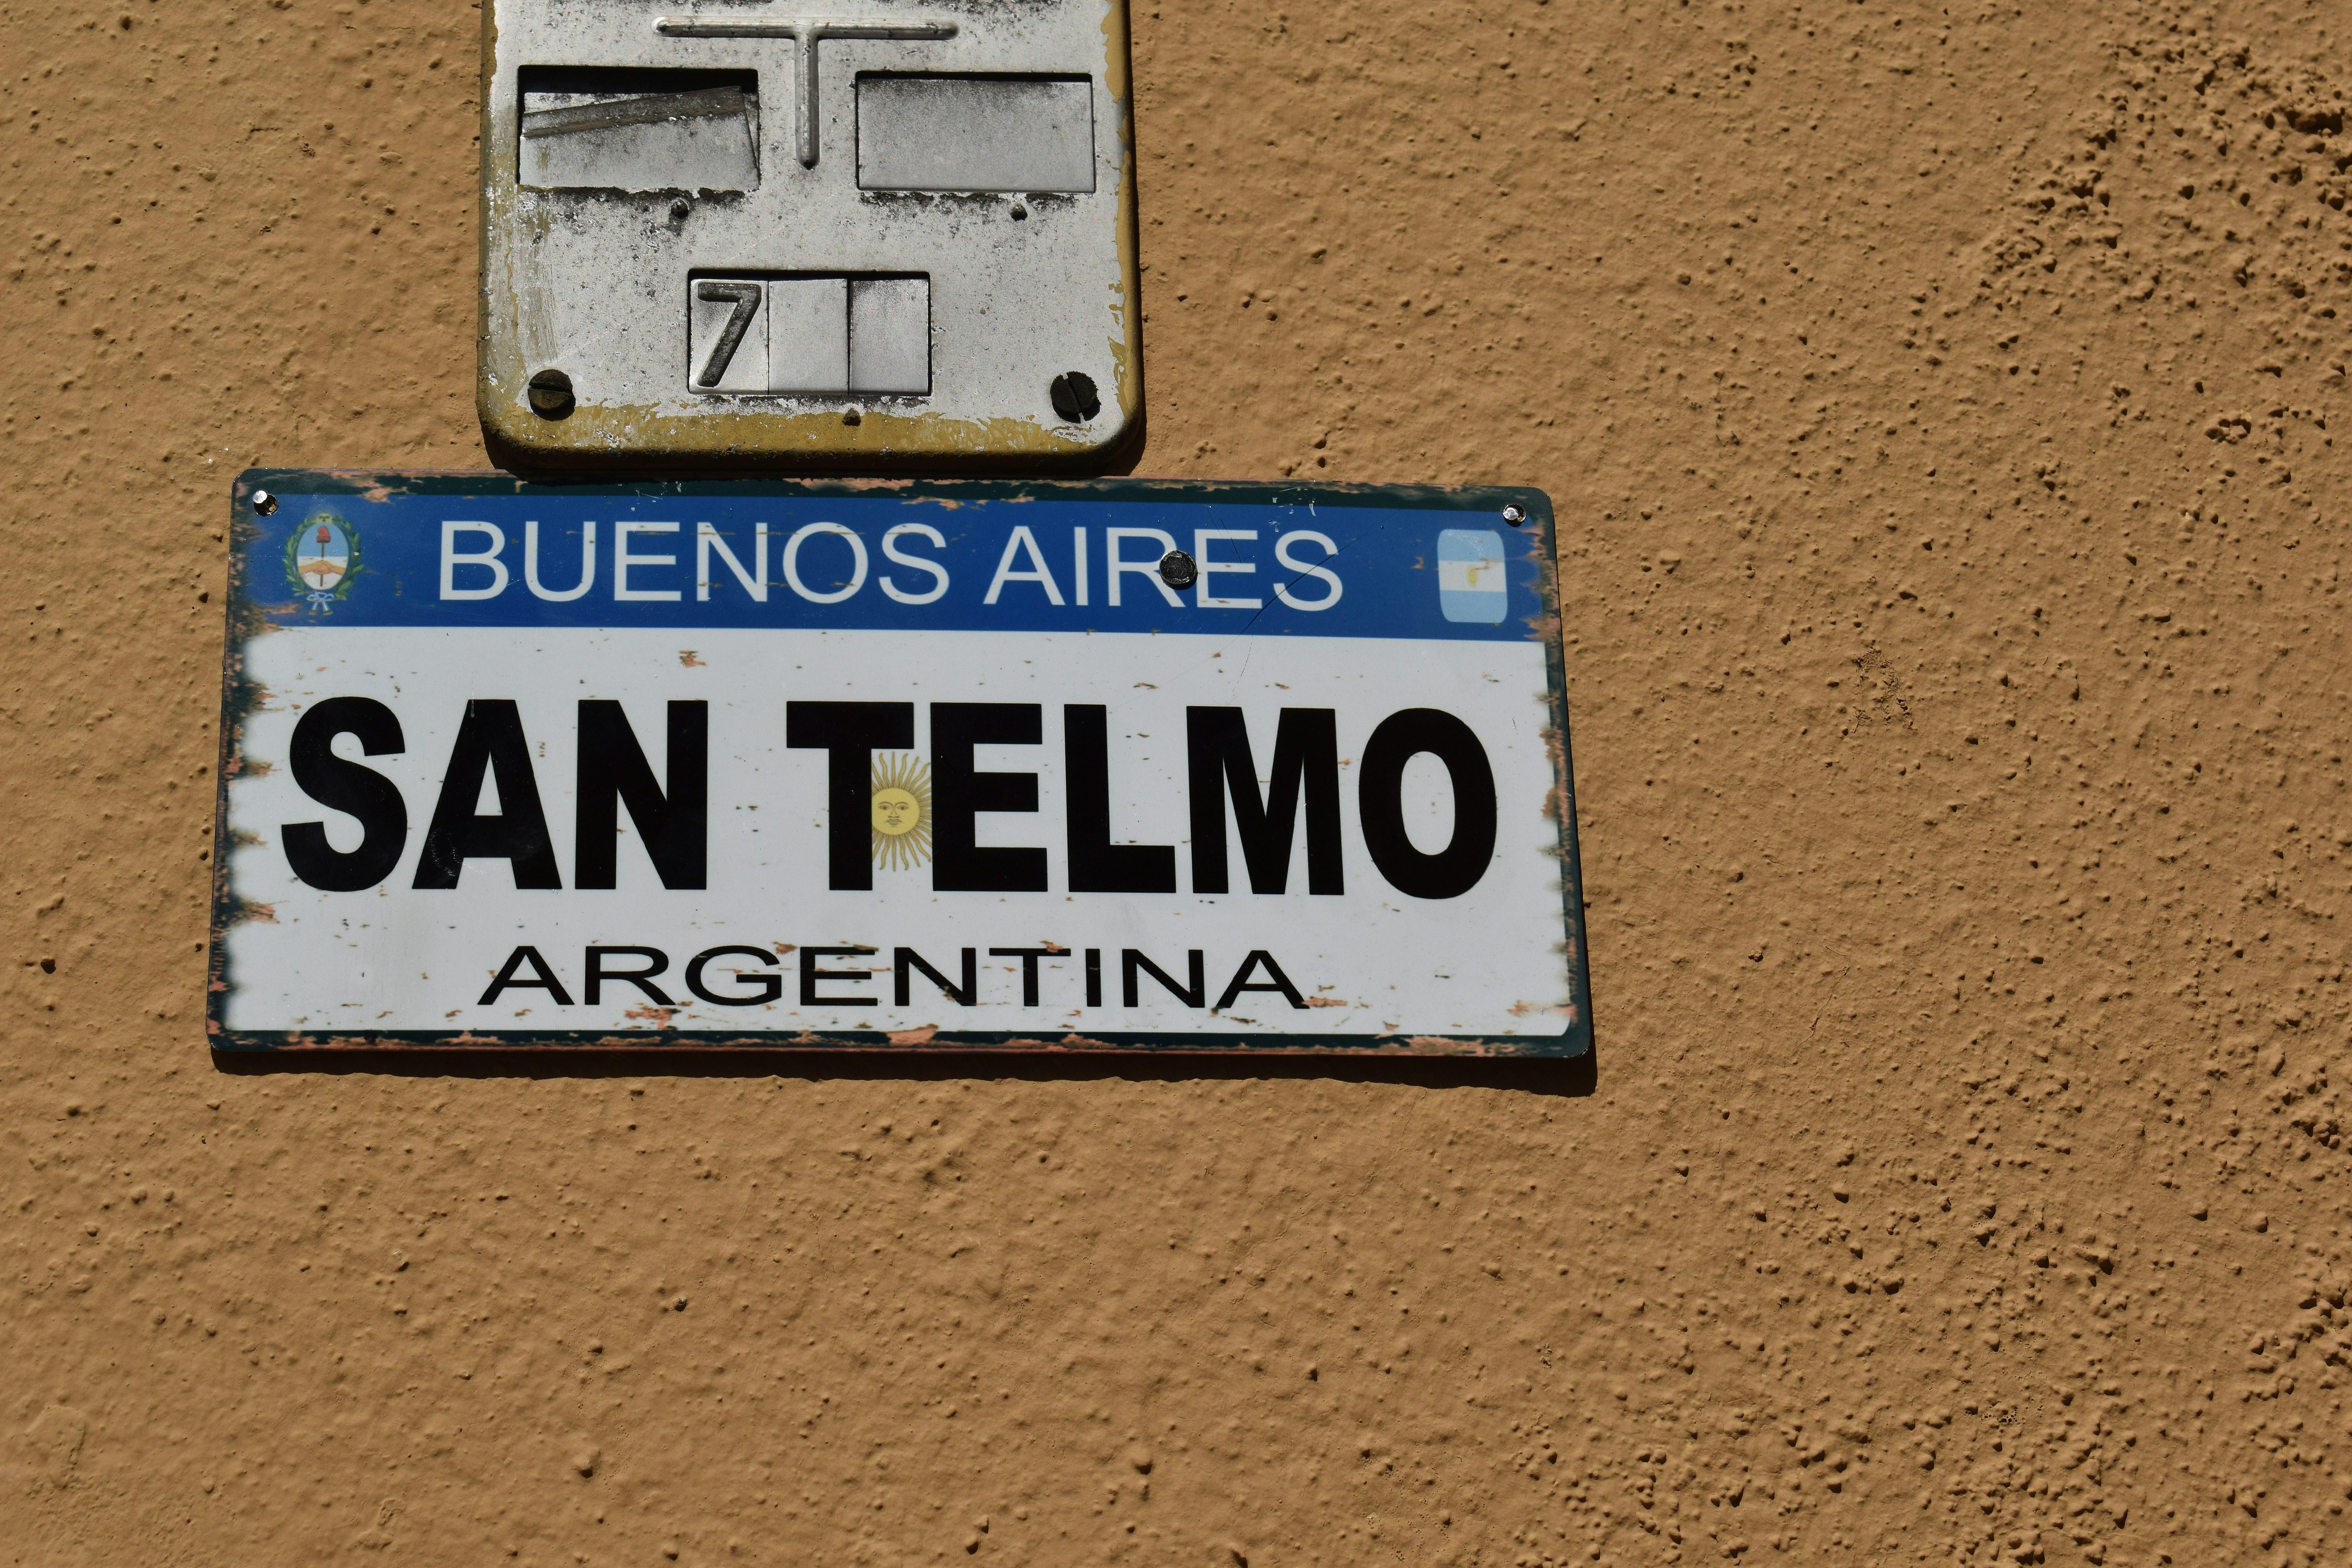 7
BUENOS AIRES
SAN TELMO
ARGENTINA